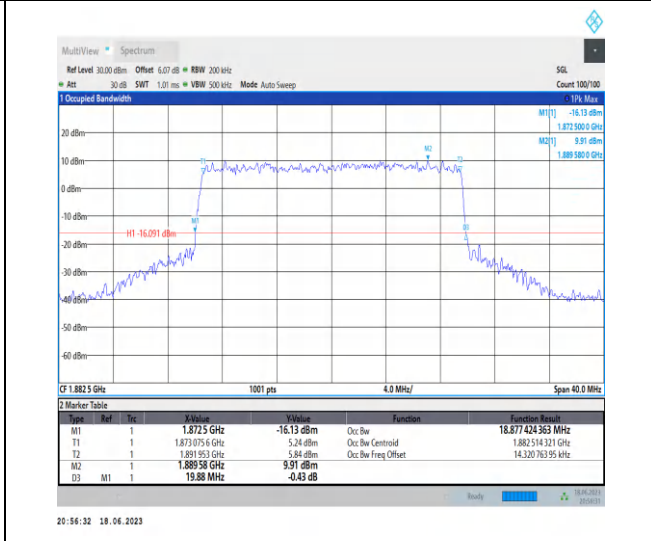 MultiView Spectrum
Ref Level 30.00 dBm Offset 6.07 dB RBW 200 kHz SGL
Att 30 dB SWT 1.01 ms VBW 500 kHz Mode Auto Sweep Count 100/100
1 Occupied Bandwidth 1Pk Max
M1[1] -16.13 dBm
1.872 500 0 GHz
M2[1] 9.91 dBm
1.889 580 0 GHz
20 dBm
M2
T1 T2
10 dBm
0 dBm
-10 dBm
M1
H1 -16.091 dBm
-20 dBm
-30 dBm
-40 dBm
-50 dBm
-60 dBm
CF 1.882 5 GHz 1001 pts 4.0 MHz/ Span 40.0 MHz
2 Marker Table
Type Ref Trc X-Value Y-Value Function Function Result
M1 1 1.872 5 GHz -16.13 dBm Occ Bw 18.877 424 363 MHz
T1 1 1.873 075 6 GHz 5.24 dBm Occ Bw Centroid 1.882 514 321 GHz
T2 1 1.891 953 GHz 5.84 dBm Occ Bw Freq Offset 14.320 763 95 kHz
M2 1 1.889 58 GHz 9.91 dBm
D3 M1 1 19.88 MHz -0.43 dB
Ready 18.06.2023
20:56:31
20:56:32 18.06.2023